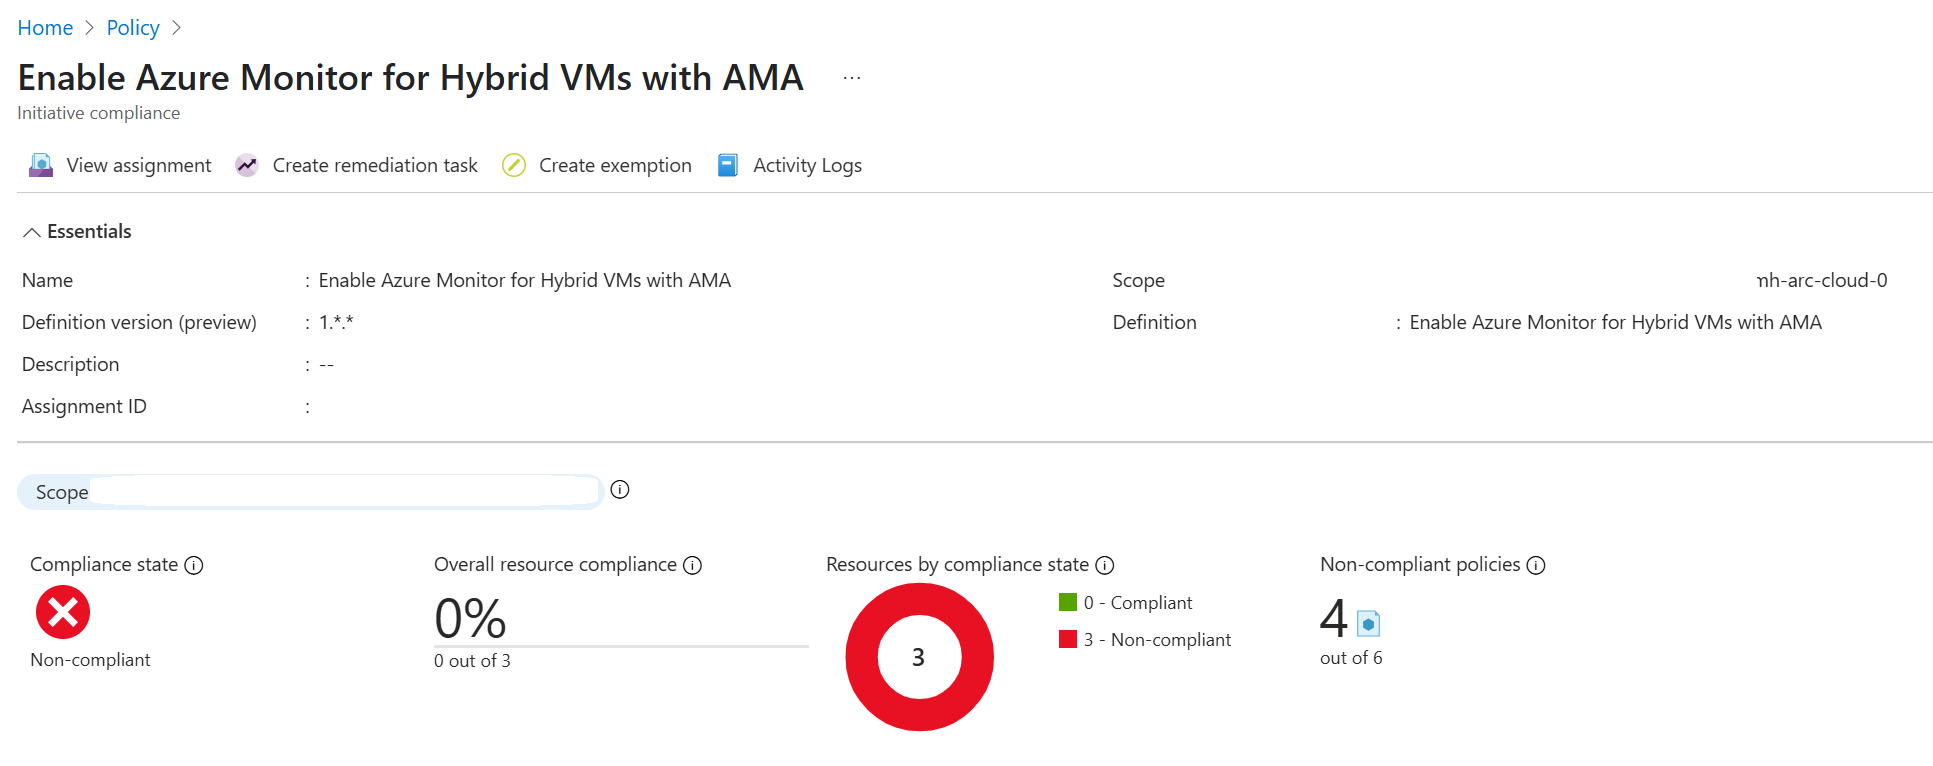 Home > Policy >
Enable Azure Monitor for Hybrid VMs with AMA ...
Initiative compliance
View assignment Create remediation task Create exemption Activity Logs
Essentials
Name : Enable Azure Monitor for Hybrid VMs with AMA Scope mh-arc-cloud-0
Definition version (preview) : 1.*.* Definition : Enable Azure Monitor for Hybrid VMs with AMA
Description : --
Assignment ID :
Scope
Compliance state Overall resource compliance Resources by compliance state Non-compliant policies
0% 0 - Compliant 4
3 3 - Non-compliant
Non-compliant 0 out of 3 out of 6